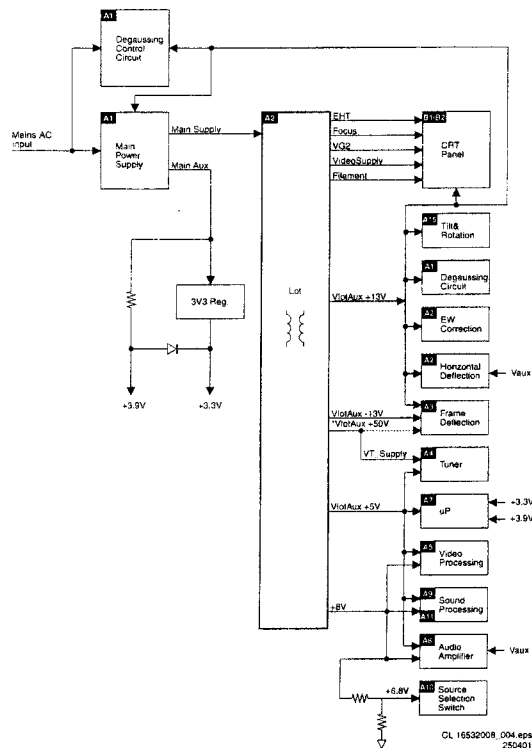 A1
Degaussing
Control
Circuit
Mains AC
input
A1
Main
Power
Supply
Main Supply
Main Aux
3V3 Reg.
+3.9V
+3.3V
A2
Lot
EHT
Focus
VG2
VideoSupply
Filament
B1-B2
CRT
Panel
A15
Tilt&
Rotation
A1
Degaussing
Circuit
VlotAux +13V
A2
EW
Correction
A2
Horizontal
Deflection
Vaux
VlotAux -13V
*VlotAux +50V
A3
Frame
Deflection
VT_Supply
A4
Tuner
VlotAux +5V
A7
uP
+3.3V
+3.9V
A5
Video
Processing
+8V
A9
A11
Sound
Processing
A8
Audio
Amplifier
Vaux
+6.8V
A10
Source
Selection
Switch
CL 16532008_004.eps
250401